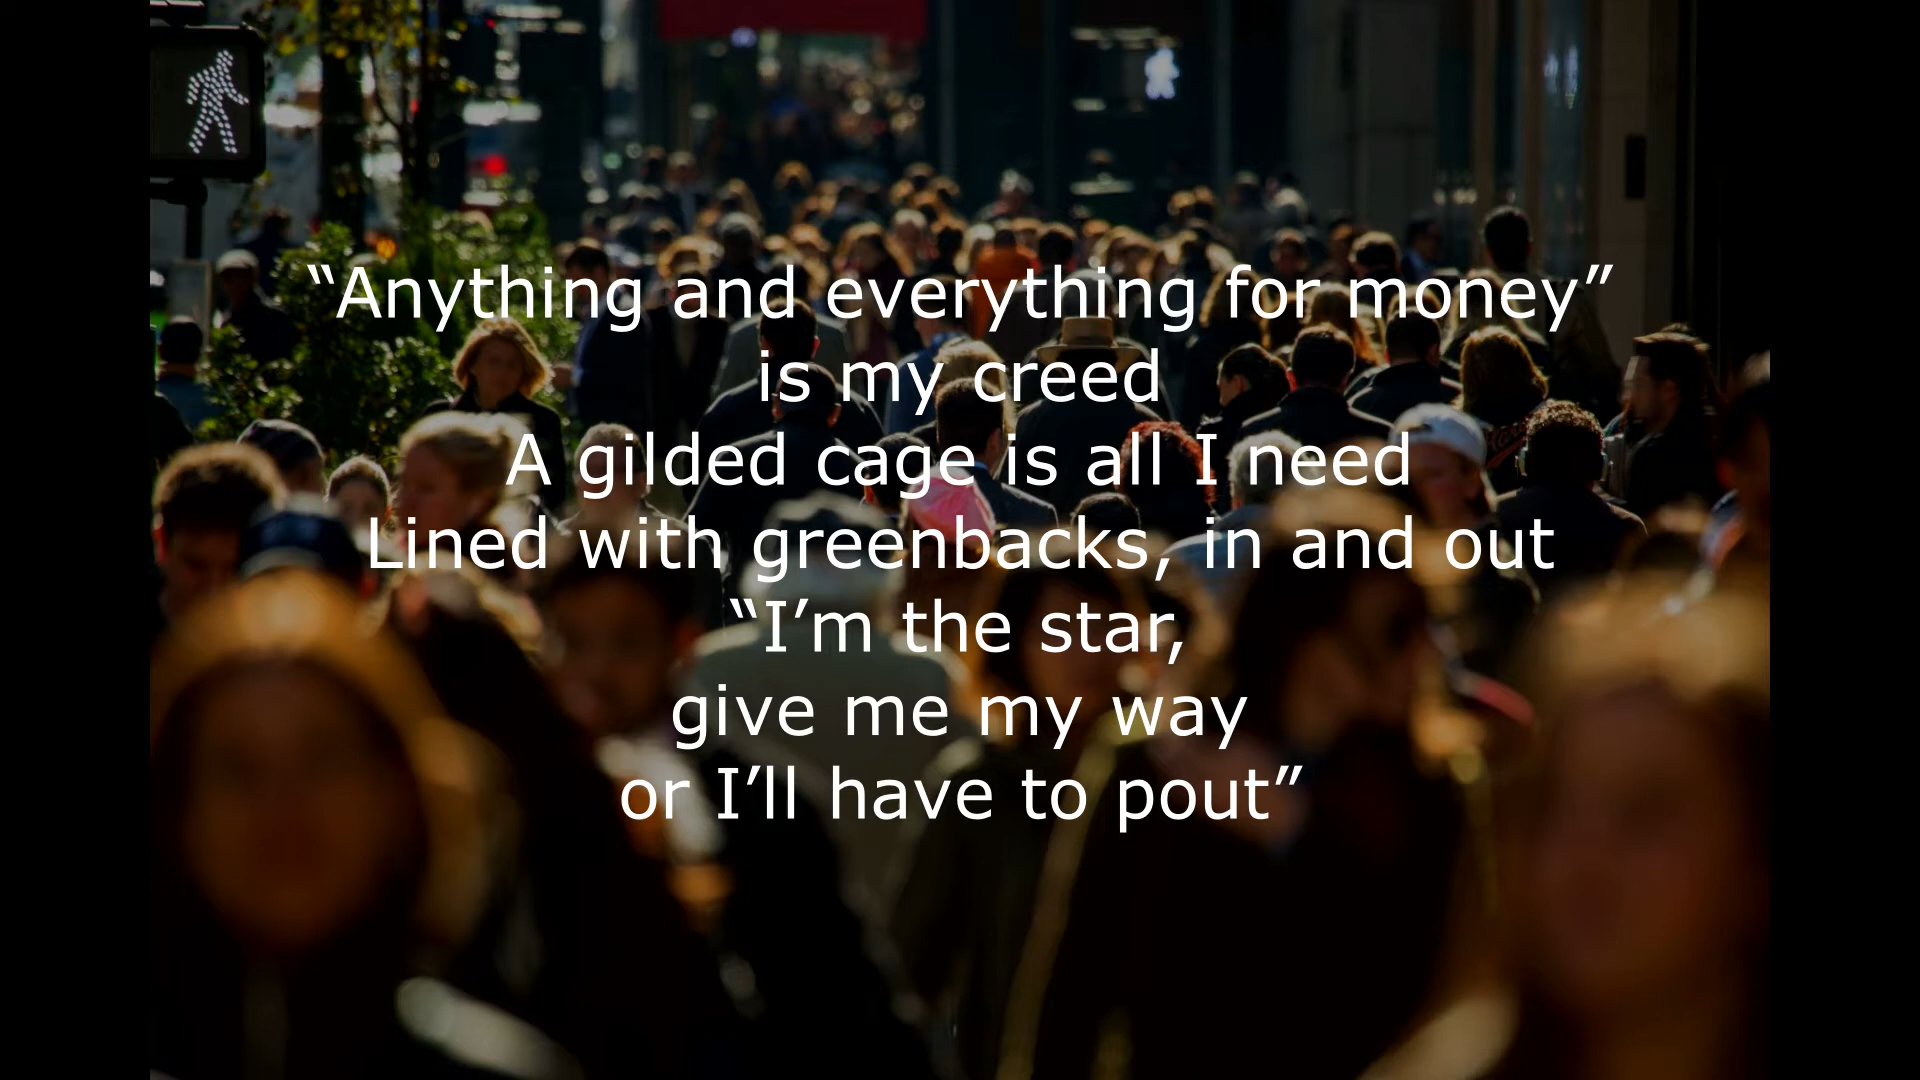 “Anything and everything for money”
is my creed
A gilded cage is all I need
Lined with greenbacks, in and out
“I’m the star,
give me my way
or I’ll have to pout”